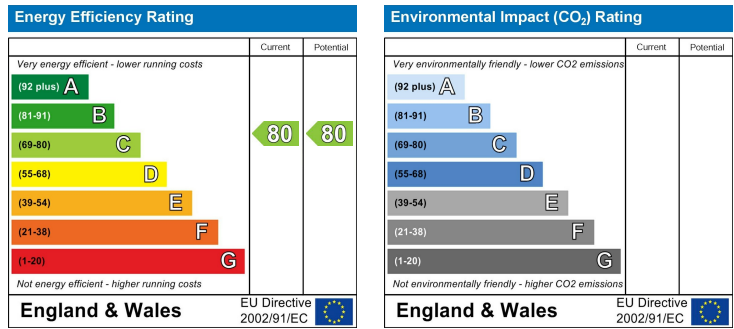 Energy Efficiency Rating
Current Potential
Very energy efficient - lower running costs
(92 plus) A
(81-91) B
(69-80) C
80 80
(55-68) D
(39-54) E
(21-38) F
(1-20) G
Not energy efficient - higher running costs
England & Wales
EU Directive
2002/91/EC
Environmental Impact (CO2) Rating
Current Potential
Very environmentally friendly - lower CO2 emissions
(92 plus) A
(81-91) B
(69-80) C
(55-68) D
(39-54) E
(21-38) F
(1-20) G
Not environmentally friendly - higher CO2 emissions
England & Wales
EU Directive
2002/91/EC